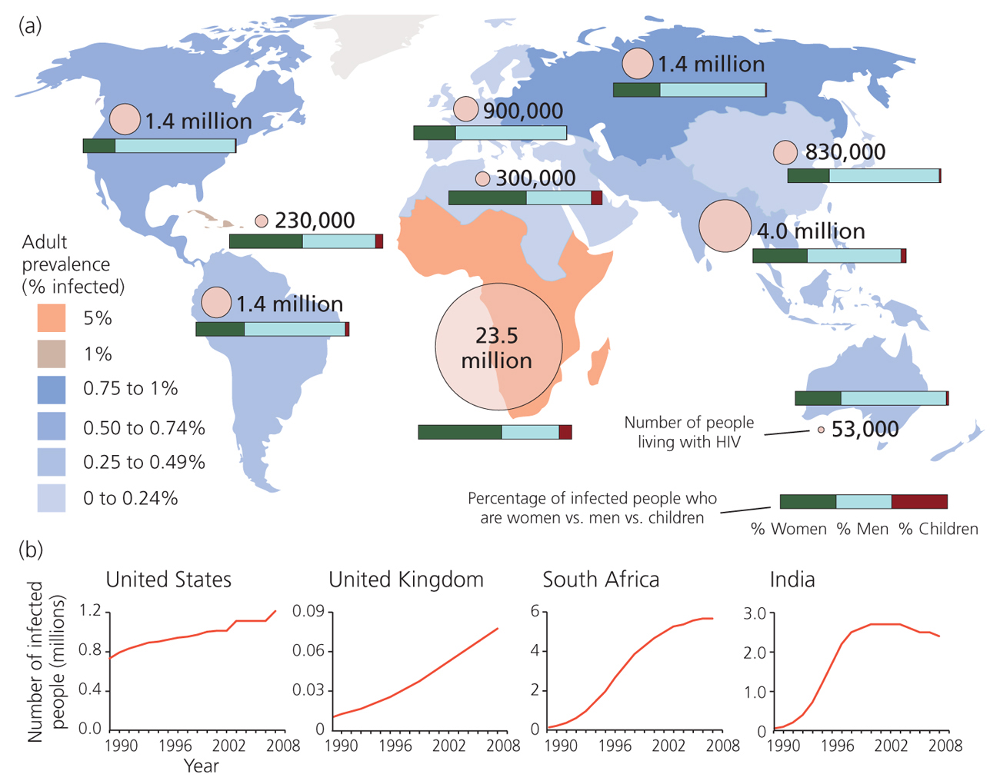 (a)
1.4 million
900,000
1.4 million
830,000
300,000
230,000
4.0 million
1.4 million
23.5
million
53,000
Adult
prevalence
(% infected)
5%
1%
0.75 to 1%
0.50 to 0.74%
0.25 to 0.49%
0 to 0.24%
Number of people
living with HIV
Percentage of infected people who
are women vs. men vs. children
% Women % Men % Children
(b)
Number of infected
people (millions)
United States
1.2
0.8
0.4
0.0
1990 1996 2002 2008
Year
United Kingdom
0.09
0.06
0.03
0
1990 1996 2002 2008
South Africa
6
4
2
0
1990 1996 2002 2008
India
3.0
2.0
1.0
0
1990 1996 2002 2008